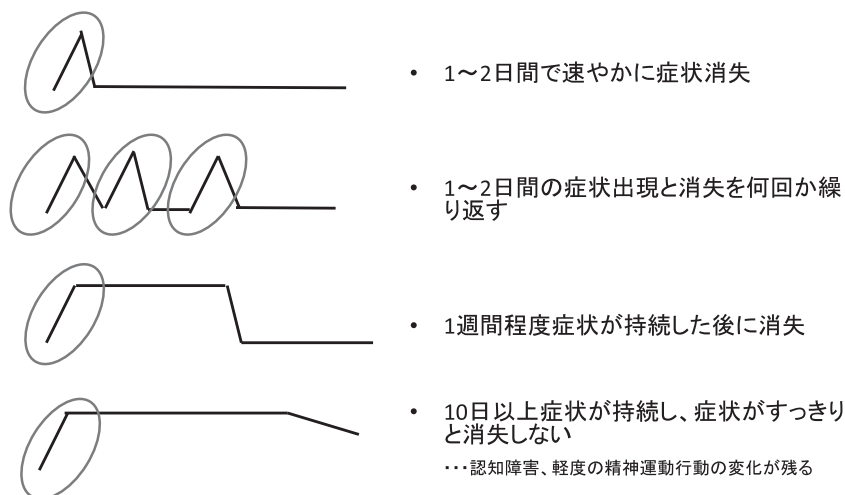 • 1～2日間で速やかに症状消失
• 1～2日間の症状出現と消失を何回か繰
り返す
• 1週間程度症状が持続した後に消失
• 10日以上症状が持続し、症状がすっきり
と消失しない
･･･認知障害、軽度の精神運動行動の変化が残る